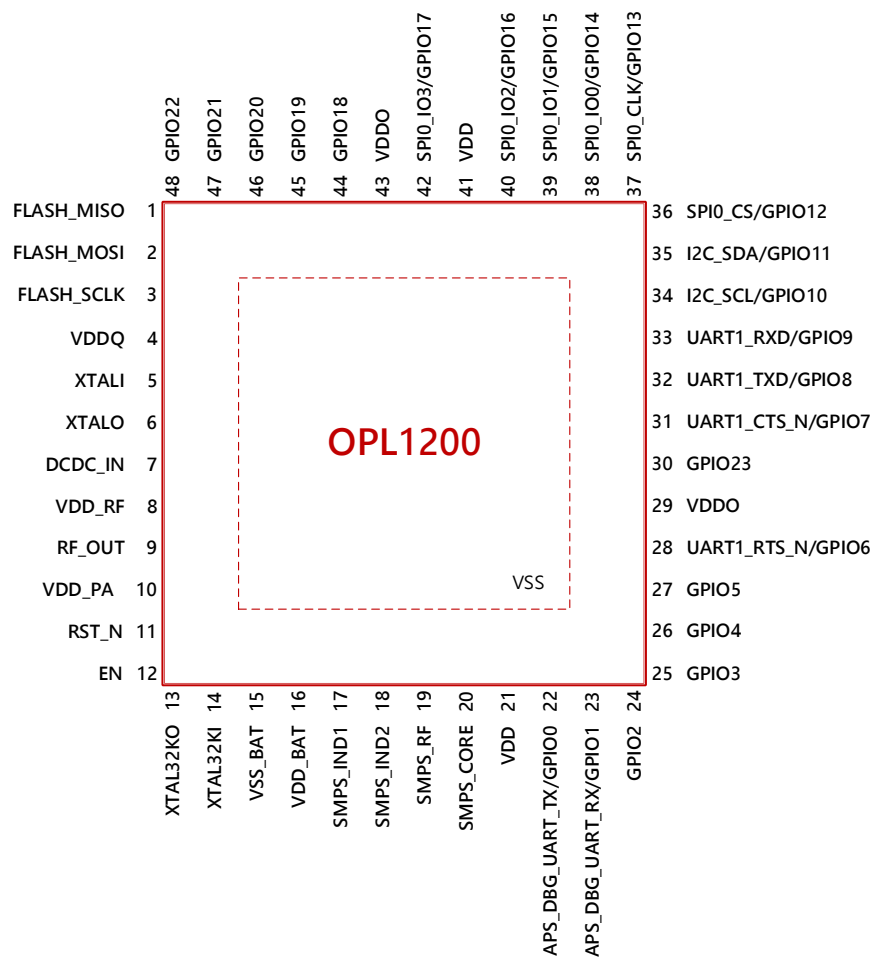 48 GPIO22
47 GPIO21
46 GPIO20
45 GPIO19
44 GPIO18
43 VDDO
42 SPI0_IO3/GPIO17
41 VDD
40 SPI0_IO2/GPIO16
39 SPI0_IO1/GPIO15
38 SPI0_IO0/GPIO14
37 SPI0_CLK/GPIO13
FLASH_MISO 1
FLASH_MOSI 2
FLASH_SCLK 3
VDDQ 4
XTALI 5
XTALO 6
DCDC_IN 7
VDD_RF 8
RF_OUT 9
VDD_PA 10
RST_N 11
EN 12
OPL1200
VSS
36 SPI0_CS/GPIO12
35 I2C_SDA/GPIO11
34 I2C_SCL/GPIO10
33 UART1_RXD/GPIO9
32 UART1_TXD/GPIO8
31 UART1_CTS_N/GPIO7
30 GPIO23
29 VDDO
28 UART1_RTS_N/GPIO6
27 GPIO5
26 GPIO4
25 GPIO3
XTAL32KO 13
XTAL32KI 14
VSS_BAT 15
VDD_BAT 16
SMPS_IND1 17
SMPS_IND2 18
SMPS_RF 19
SMPS_CORE 20
VDD 21
APS_DBG_UART_TX/GPIO0 22
APS_DBG_UART_RX/GPIO1 23
GPIO2 24